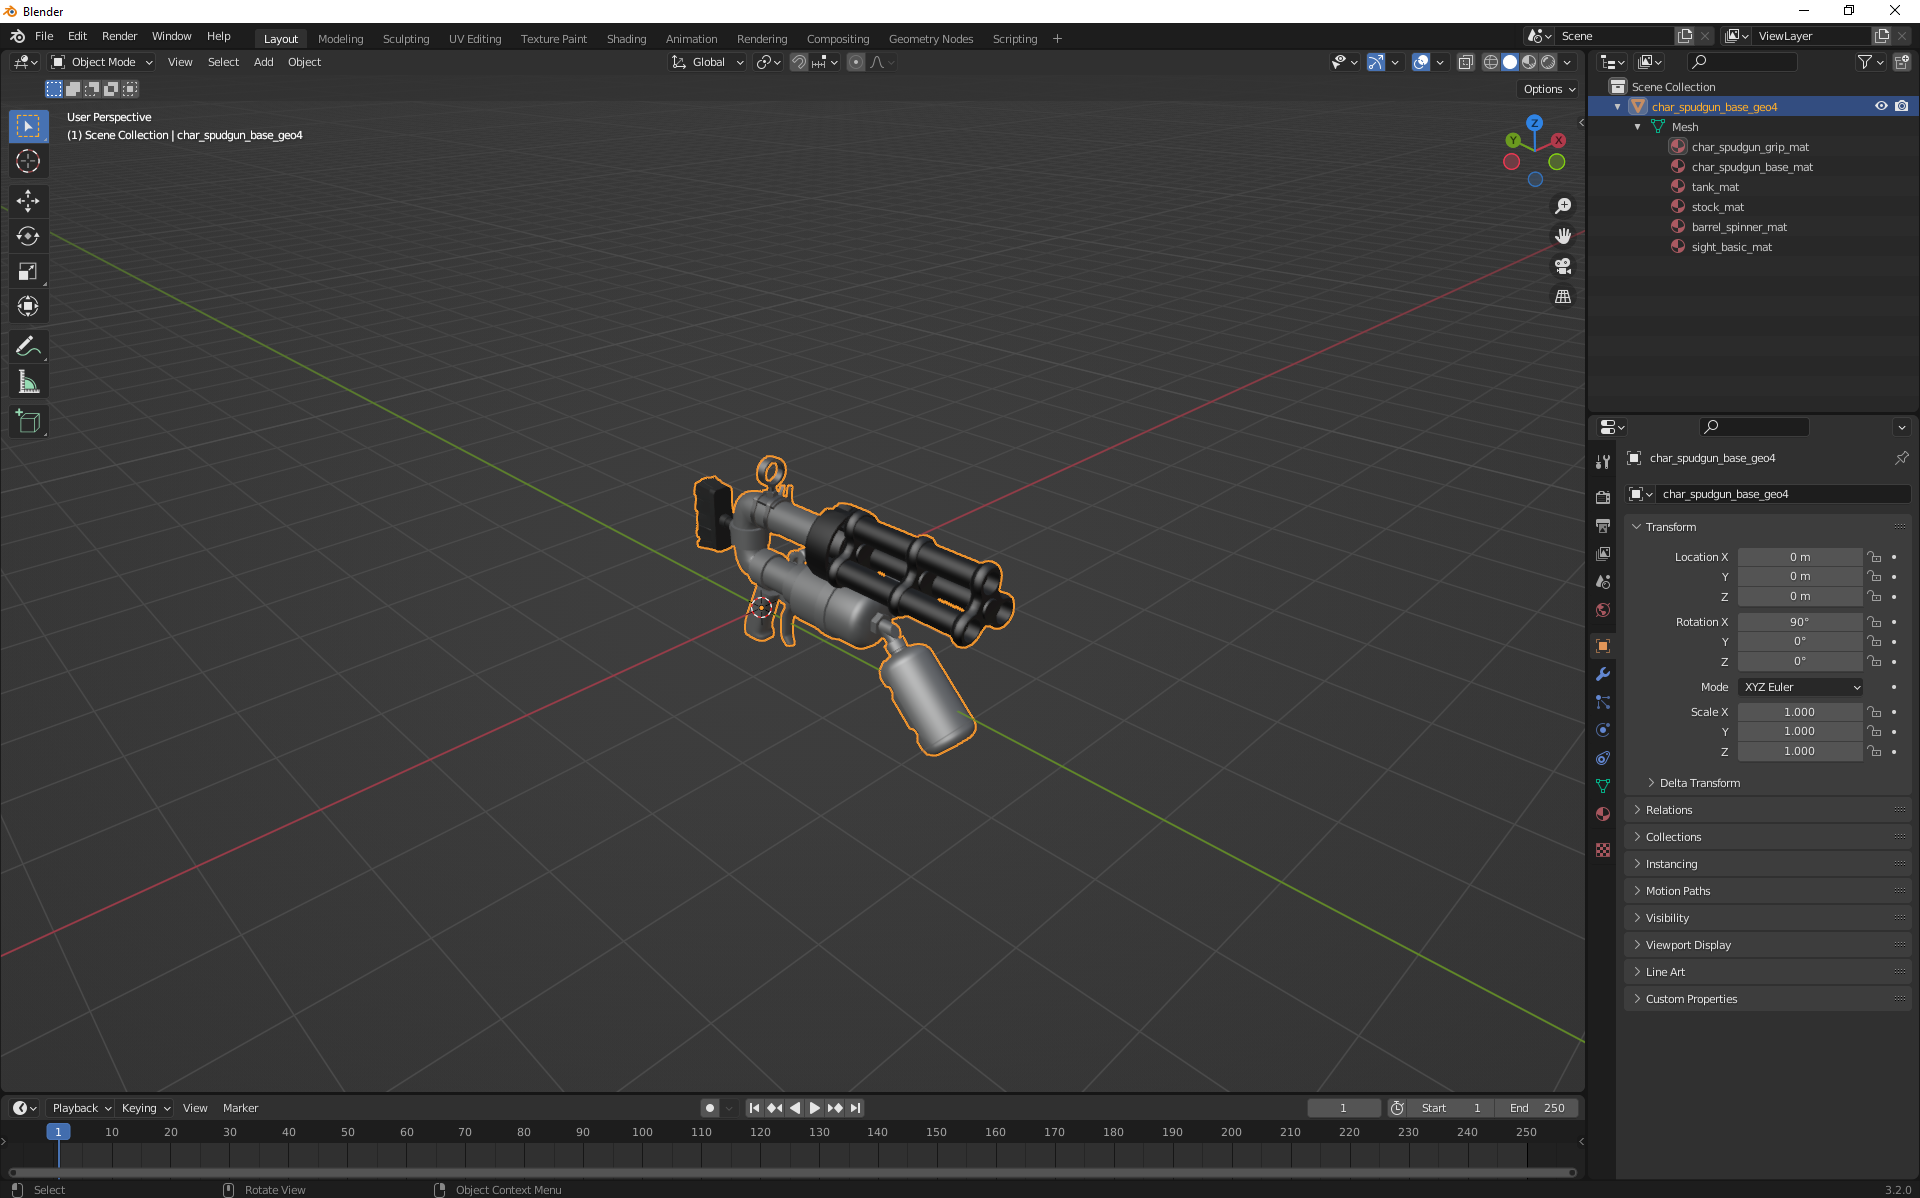 Blender
File Edit Render Window Help Layout Modeling Sculpting UV Editing Texture Paint Shading Animation Rendering Compositing Geometry Nodes Scripting + Scene ViewLayer
Object Mode View Select Add Object Global
Options
User Perspective
(1) Scene Collection | char_spudgun_base_geo4
Z
Y X
Scene Collection
char_spudgun_base_geo4
Mesh
char_spudgun_grip_mat
char_spudgun_base_mat
tank_mat
stock_mat
barrel_spinner_mat
sight_basic_mat
char_spudgun_base_geo4
char_spudgun_base_geo4
Transform
Location X 0 m
Y 0 m
Z 0 m
Rotation X 90°
Y 0°
Z 0°
Mode XYZ Euler
Scale X 1.000
Y 1.000
Z 1.000
Delta Transform
Relations
Collections
Instancing
Motion Paths
Visibility
Viewport Display
Line Art
Custom Properties
Playback Keying View Marker 1 Start 1 End 250
1 10 20 30 40 50 60 70 80 90 100 110 120 130 140 150 160 170 180 190 200 210 220 230 240 250
Select Rotate View Object Context Menu 3.2.0